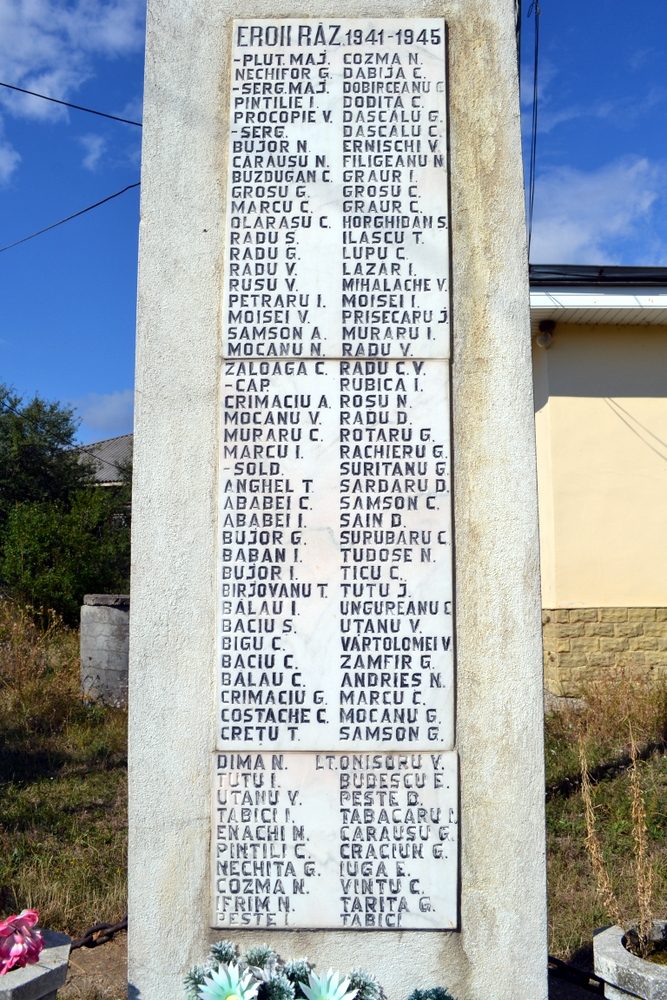 EROII RĂZ. 1941-1945
-PLUT. MAJ. COZMA N.
NECHIFOR G. DABIJA C.
-SERG. MAJ. DOBIRCEANU C
PINTILIE I. DODITA C.
PROCOPIE V. DASCALU G.
-SERG. DASCALU C.
BUJOR N. ERNISCHI V.
CARAUSU N. FILIGEANU N
BUZDUGAN C. GRAUR I.
GROSU G. GROSU C.
MARCU C. GRAUR C.
OLARASU C. HORGHIDAN S.
RADU S. ILASCU T.
RADU G. LUPU C.
RADU V. LAZAR I.
RUSU V. MIHALACHE V.
PETRARU I. MOISEI I.
MOISEI V. PRISECARU J.
SAMSON A. MURARU I.
MOCANU N. RADU V.
ZALOAGA C. RADU C.V.
-CAP. RUBICA I.
CRIMACIU A. ROSU N.
MOCANU V. RADU D.
MURARU C. ROTARU G.
MARCU I. RACHIERU G.
-SOLD. SURITANU G.
ANGHEL T. SARDARU D.
ABABEI C. SAMSON C.
ABABEI I. SAIN D.
BUJOR G. SURUBARU C.
BABAN I. TUDOSE N.
BUJOR I. TICU C.
BIRJOVANU T. TUTU J.
BALAU I. UNGUREANU C
BACIU S. UTANU V.
BIGU C. VARTOLOMEI V
BACIU C. ZAMFIR G.
BALAU C. ANDRIES N.
CRIMACIU G. MARCU C.
COSTACHE C. MOCANU G.
CRETU T. SAMSON G.
DIMA N. LT. ONISORU V.
TUTU I. BUDESCU E.
UTANU V. PESTE D.
TABICI I. TABACARU I.
ENACHI N. CARAUSU G.
PINTILI C. CRACIUN G.
NECHITA G. IUGA E.
COZMA N. VINTU C.
IFRIM N. TARITA G.
PESTE I. TABICI